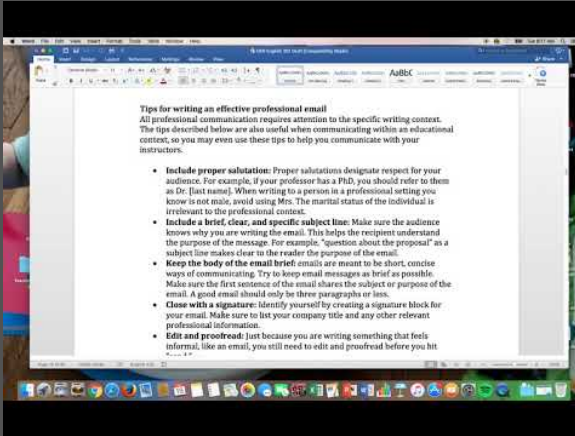 Tips for writing an effective professional email
All professional communication requires attention to the specific writing context.
The tips described below are also useful when communicating within an educational
context, so you may even use these tips to help you communicate with your
instructors.
• Include proper salutation: Proper salutations designate respect for your
audience. For example, if your professor has a PhD, you should refer to them
as Dr. [last name]. When writing to a person in a professional setting you
know is not male, avoid using Mrs. The marital status of the individual is
irrelevant to the professional context.
• Include a brief, clear, and specific subject line: Make sure the audience
knows why you are writing the email. This helps the recipient understand
the purpose of the message. For example, "question about the proposal" as a
subject line makes clear to the reader the purpose of the email.
• Keep the body of the email brief: emails are meant to be short, concise
ways of communicating. Try to keep email messages as brief as possible.
Make sure the first sentence of the email shares the subject or purpose of the
email. A good email should only be three paragraphs or less.
• Close with a signature: Identify yourself by creating a signature block for
your email. Make sure to list your company title and any other relevant
professional information.
• Edit and proofread: Just because you are writing something that feels
informal, like an email, you still need to edit and proofread before you hit